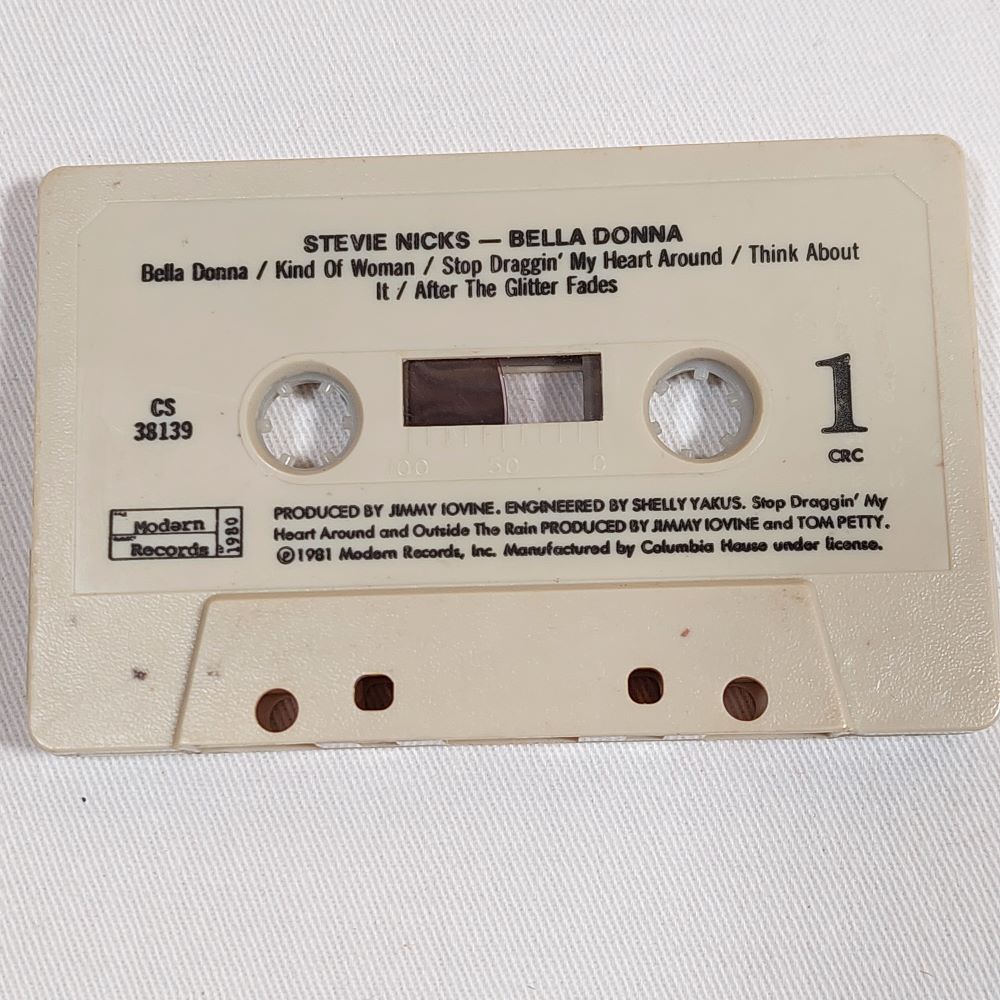 STEVIE NICKS — BELLA DONNA
Bella Donna / Kind Of Woman / Stop Draggin' My Heart Around / Think About
It / After The Glitter Fades
1
CRC
CS
38139
100 50 0
Modern
Records
1980
PRODUCED BY JIMMY IOVINE. ENGINEERED BY SHELLY YAKUS. Stop Draggin' My
Heart Around and Outside The Rain PRODUCED BY JIMMY IOVINE and TOM PETTY.
℗1981 Modern Records, Inc. Manufactured by Columbia House under license.